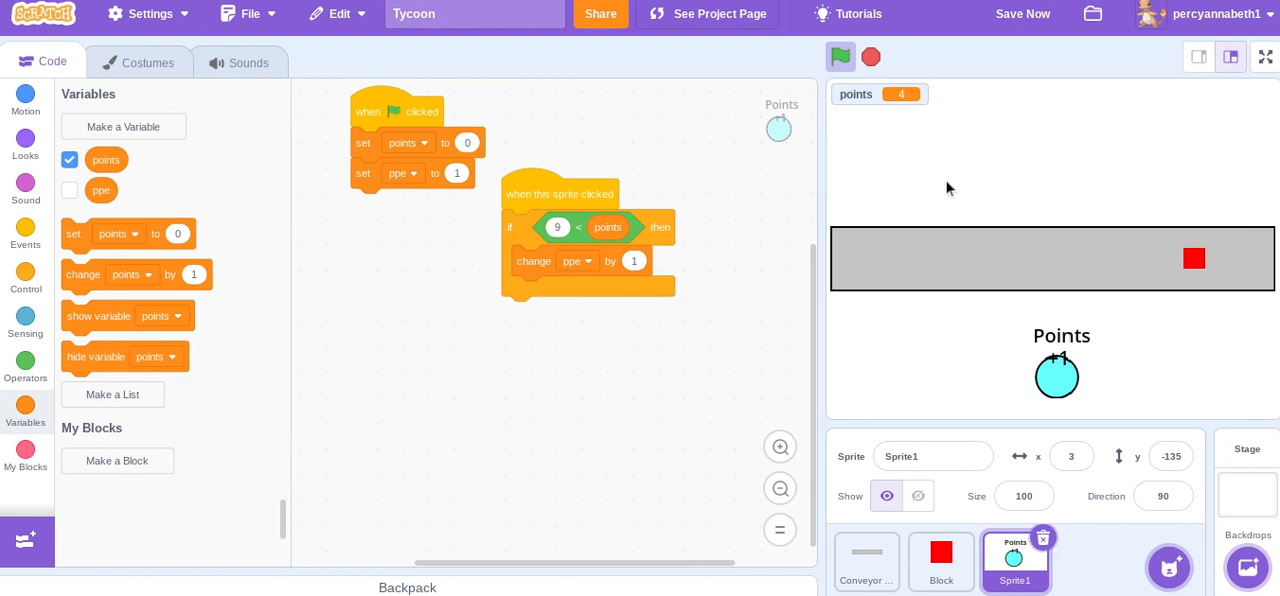 SCRATCH Settings File Edit Tycoon Share See Project Page Tutorials Save Now percyannabeth1
Code Costumes Sounds
Motion
Looks
Sound
Events
Control
Sensing
Operators
Variables
My Blocks
Variables
Make a Variable
points
ppe
set points to 0
change points by 1
show variable points
hide variable points
Make a List
My Blocks
Make a Block
when clicked
set points to 0
set ppe to 1
when this sprite clicked
if 9 < points then
change ppe by 1
Points
+1
=
Backpack
points 4
Points
+1
Sprite Sprite1 x 3 y -135
Show Size 100 Direction 90
Conveyor ...
Block
Points
+1
Sprite1
Stage
Backdrops